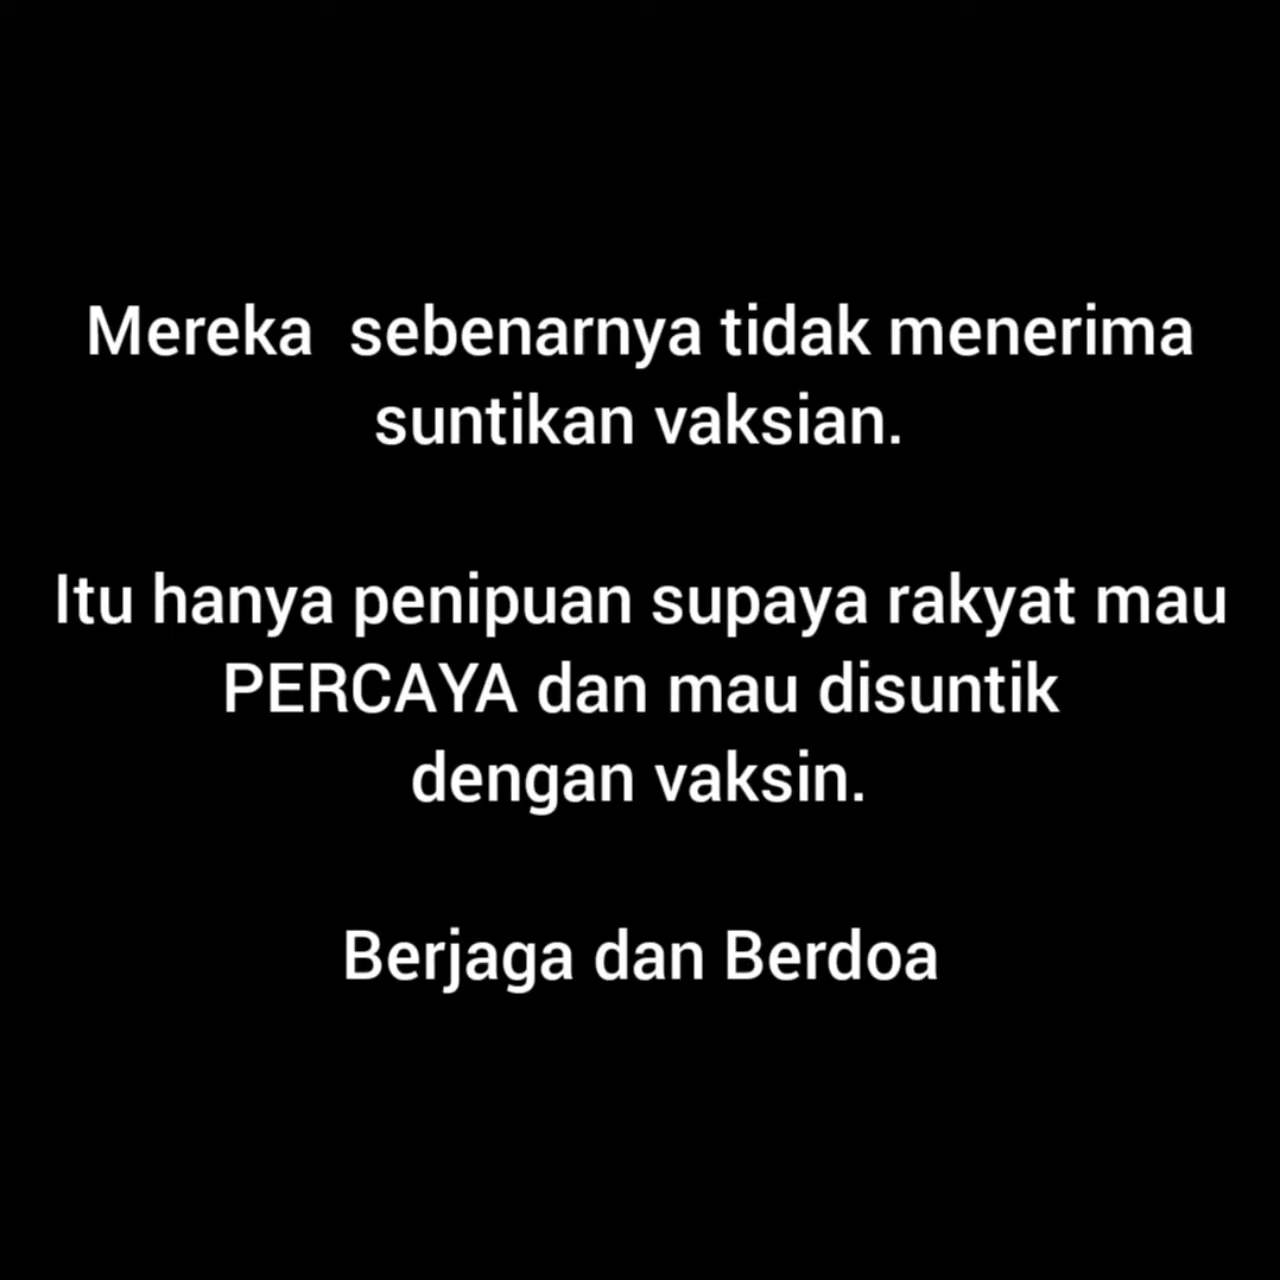 Mereka  sebenarnya tidak menerima
suntikan vaksian.
Itu hanya penipuan supaya rakyat mau
PERCAYA dan mau disuntik
dengan vaksin.
Berjaga dan Berdoa